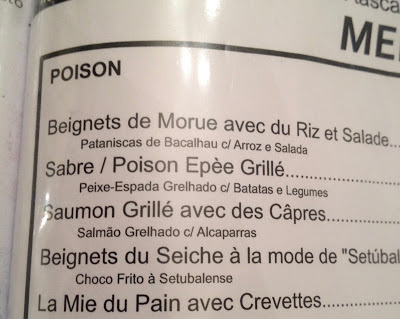 ME
POISON
Beignets de Morue avec du Riz et Salade...
Pataniscas de Bacalhau c/ Arroz e Salada
Sabre / Poison Epèe Grillé......................
Peixe-Espada Grelhado c/ Batatas e Legumes
Saumon Grillé avec des Câpres................
Salmão Grelhado c/ Alcaparras
Beignets du Seiche à la mode de "Setúbal
Choco Frito à Setubalense
La Mie du Pain avec Crevettes................